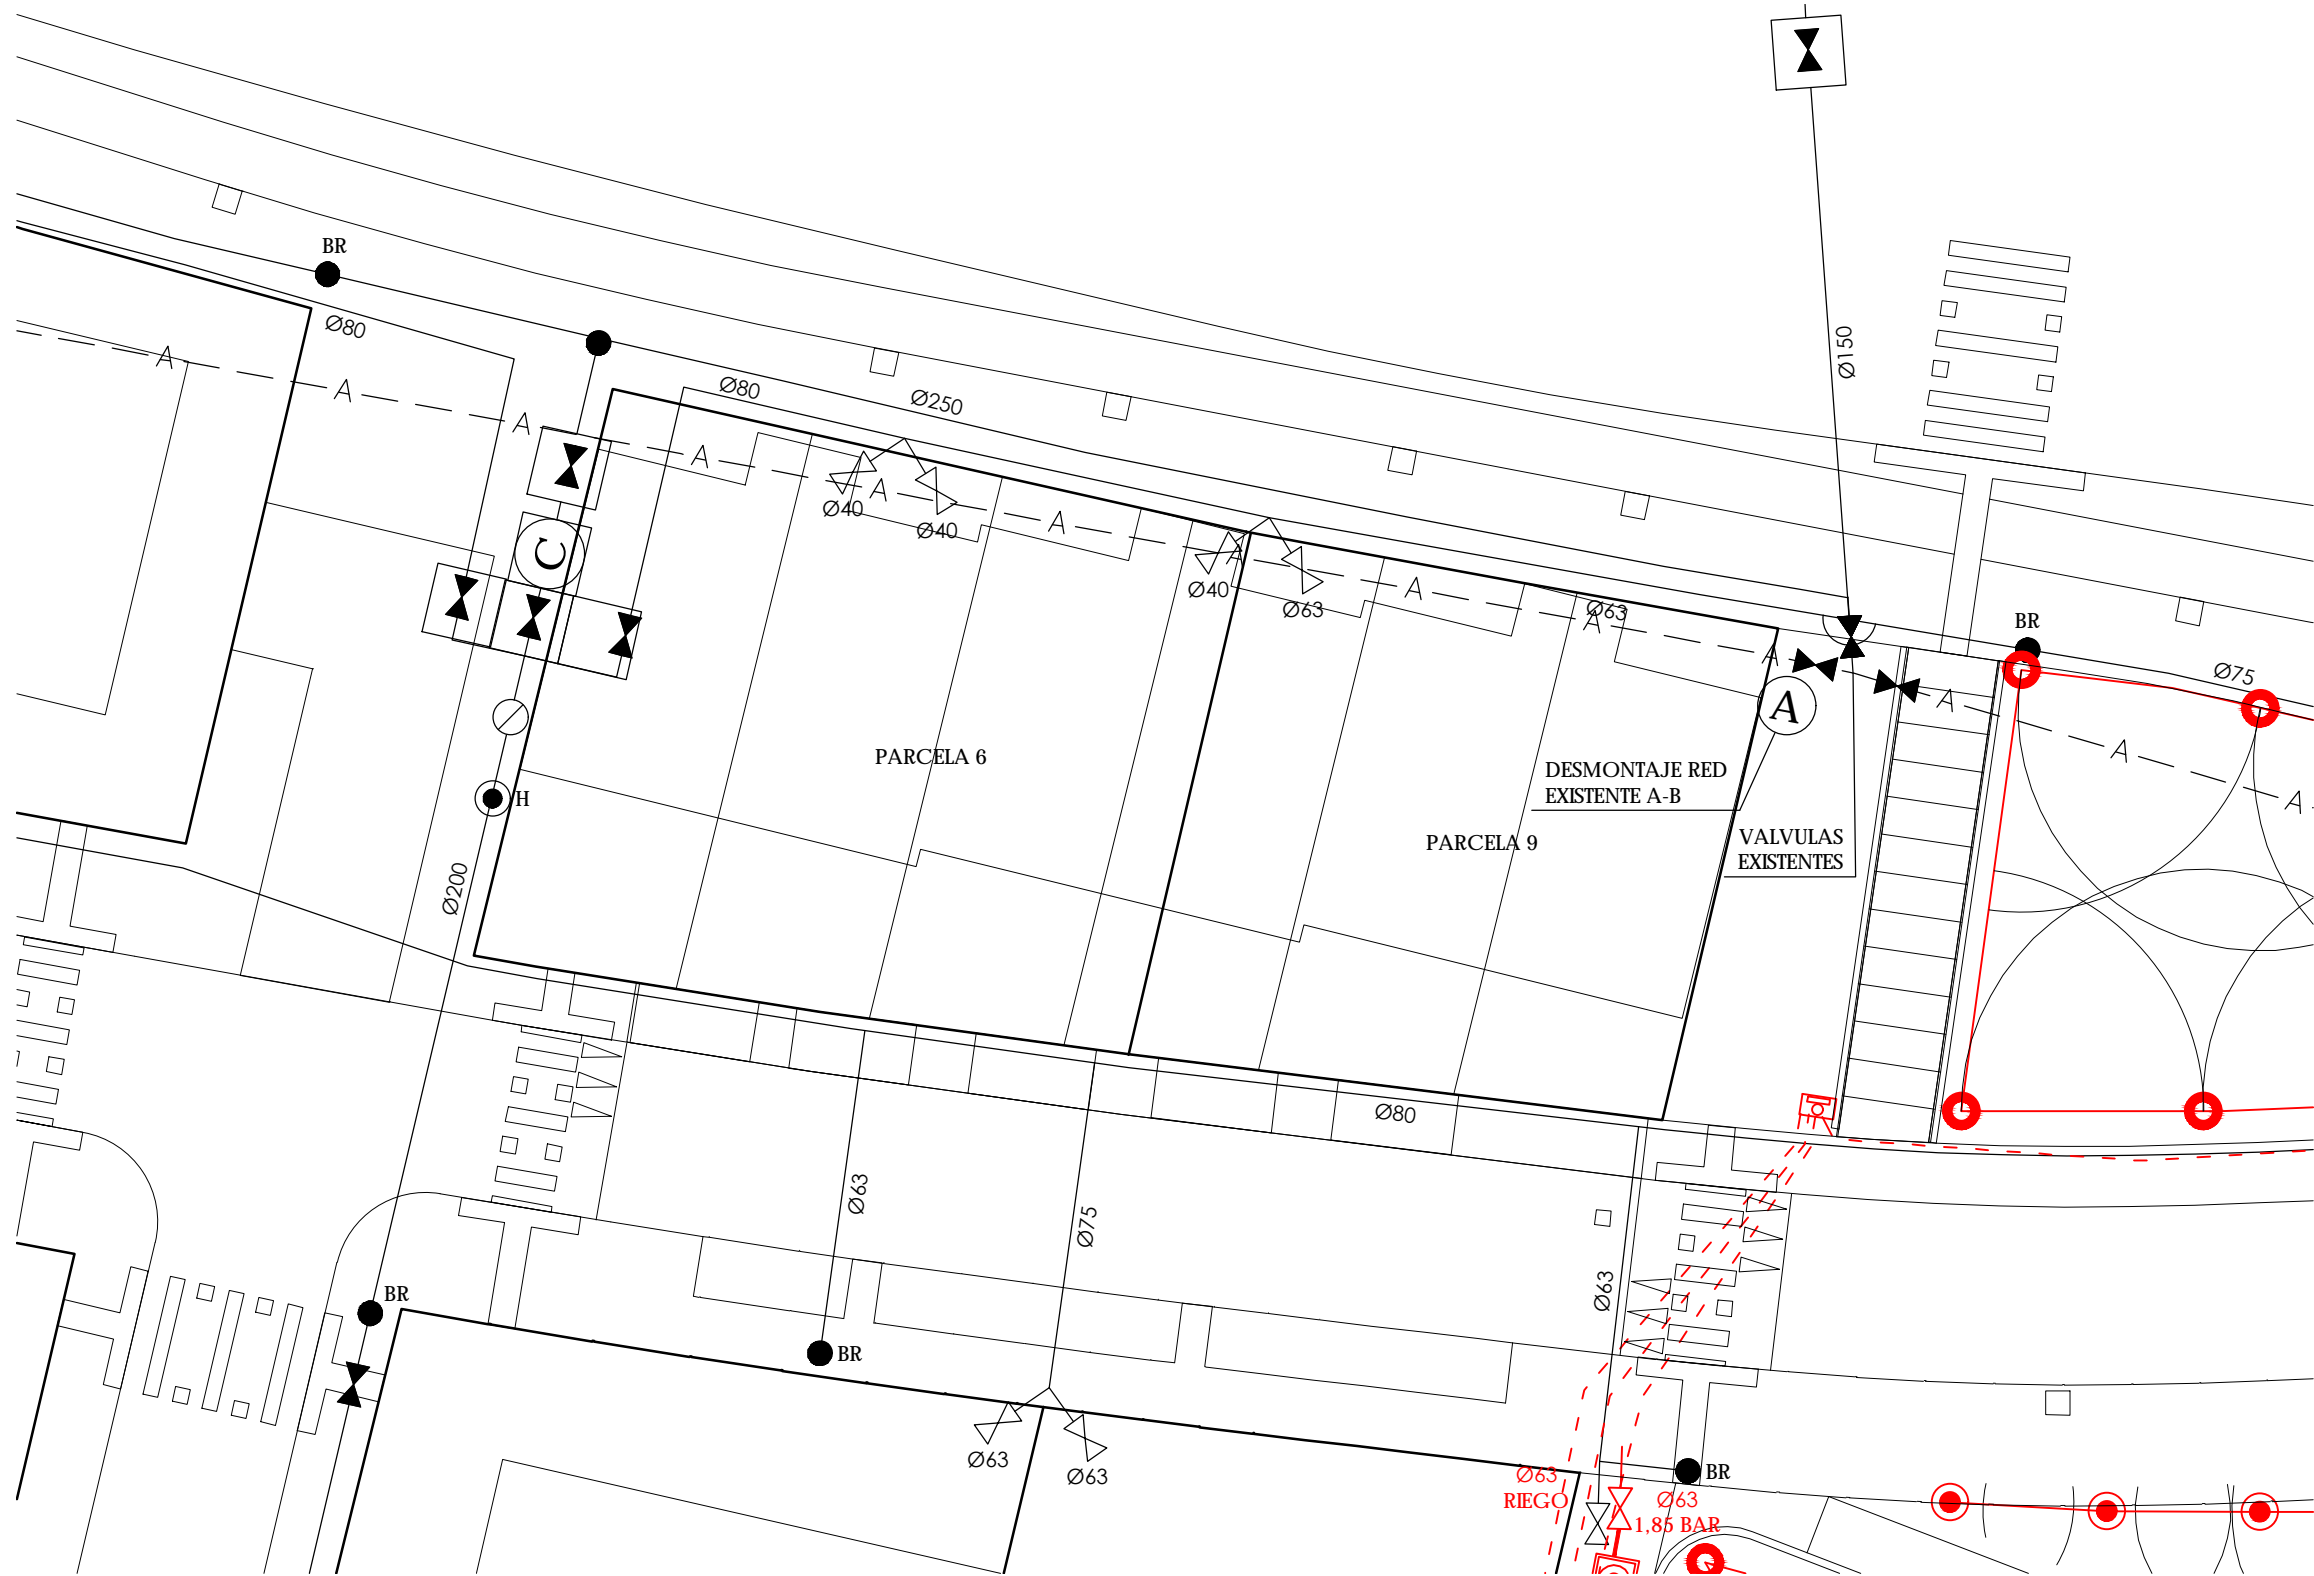 BR
Ø80
A
A
A
A
A
A
A
A
A
A
A
A
A
Ø80
Ø250
Ø150
Ø40
Ø40
Ø40
Ø63
Ø63
C
BR
Ø75
A
H
PARCELA 6
DESMONTAJE RED
EXISTENTE A-B
PARCELA 9
VALVULAS
EXISTENTES
Ø200
Ø80
Ø63
Ø75
Ø63
BR
BR
Ø63
Ø63
BR
Ø63
RIEGO
Ø63
1,85 BAR